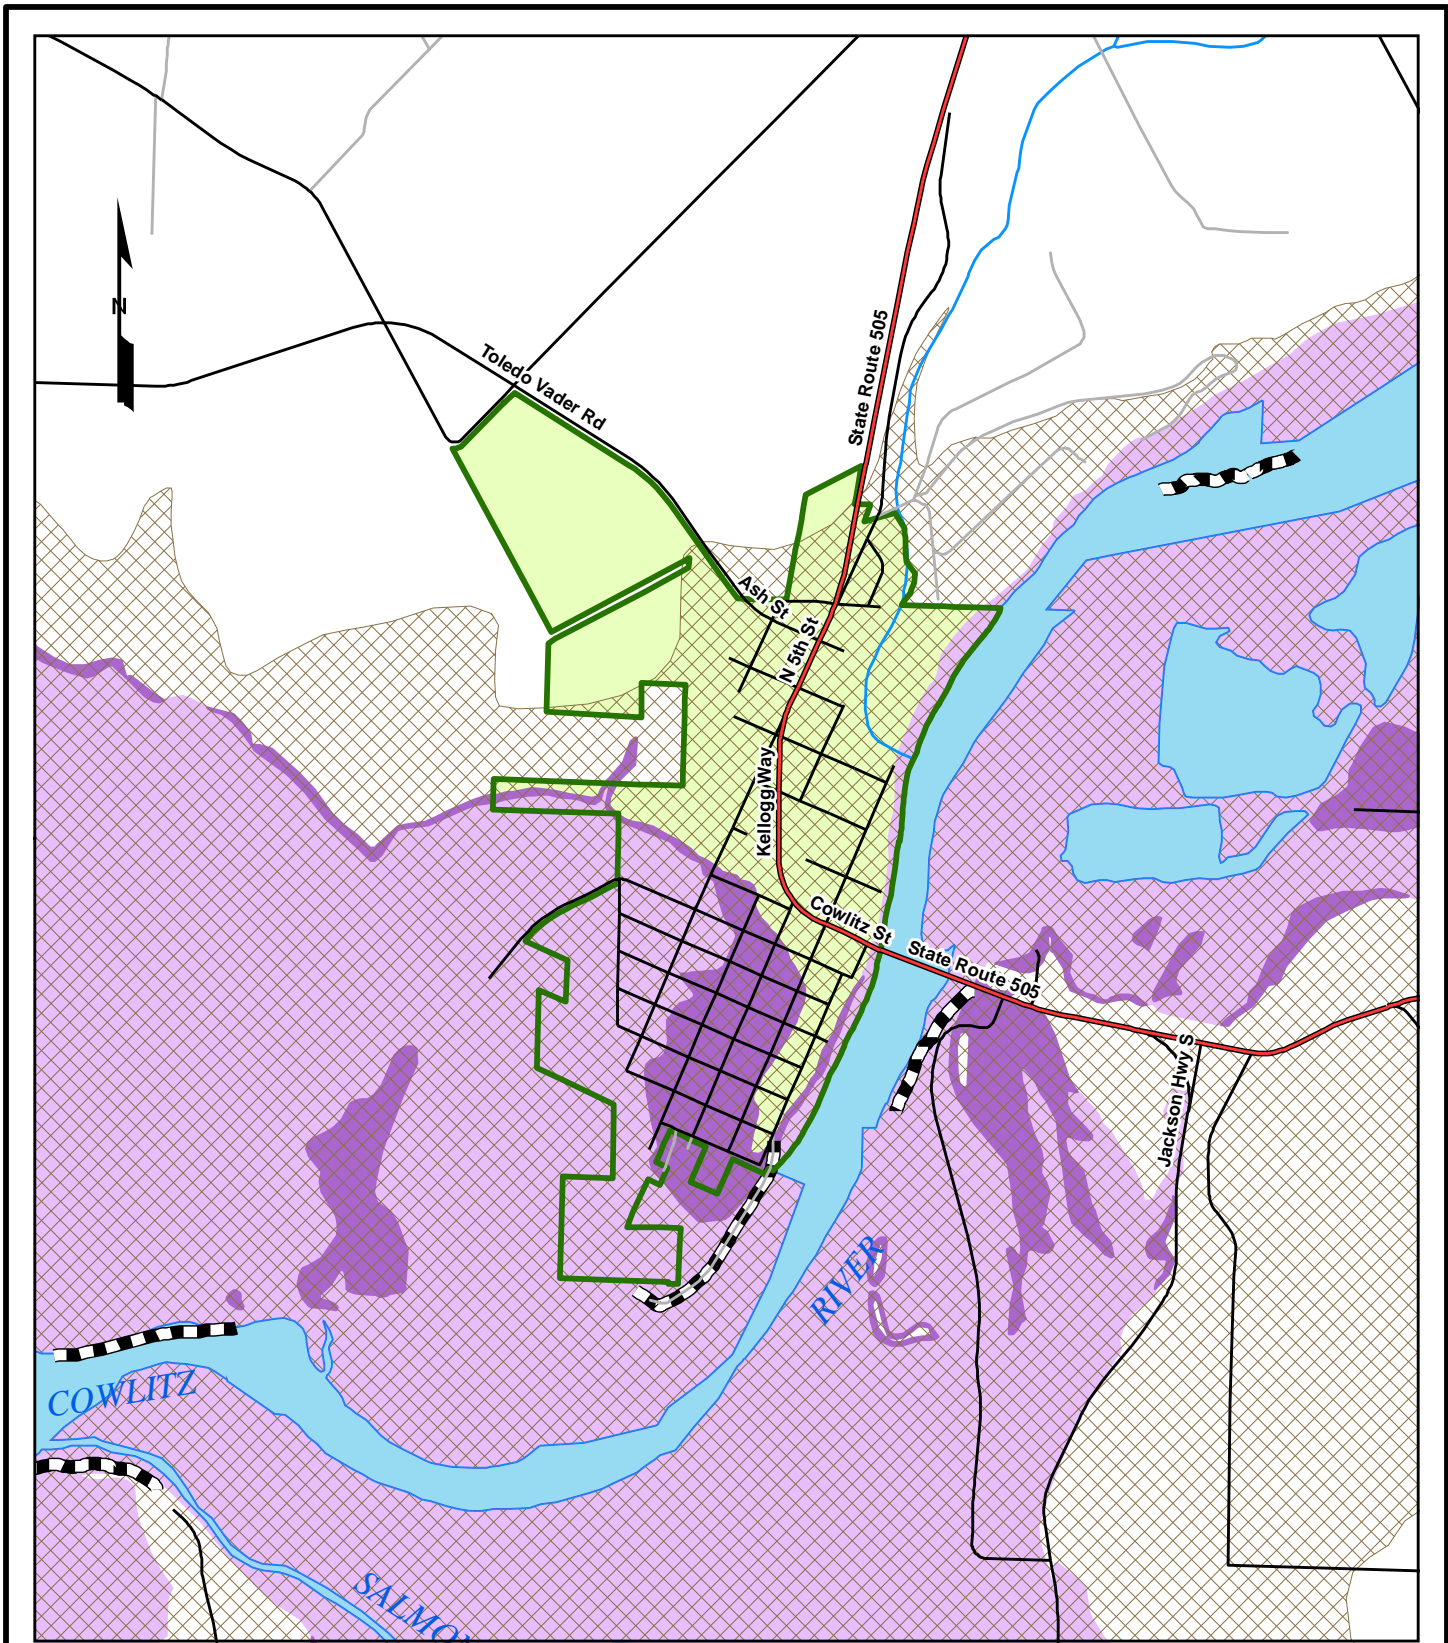 N
Toledo Vader Rd
State Route 505
Ash St
N 5th St
Kellogg Way
Cowlitz St
State Route 505
Jackson Hwy S
RIVER
COWLITZ
SALMO